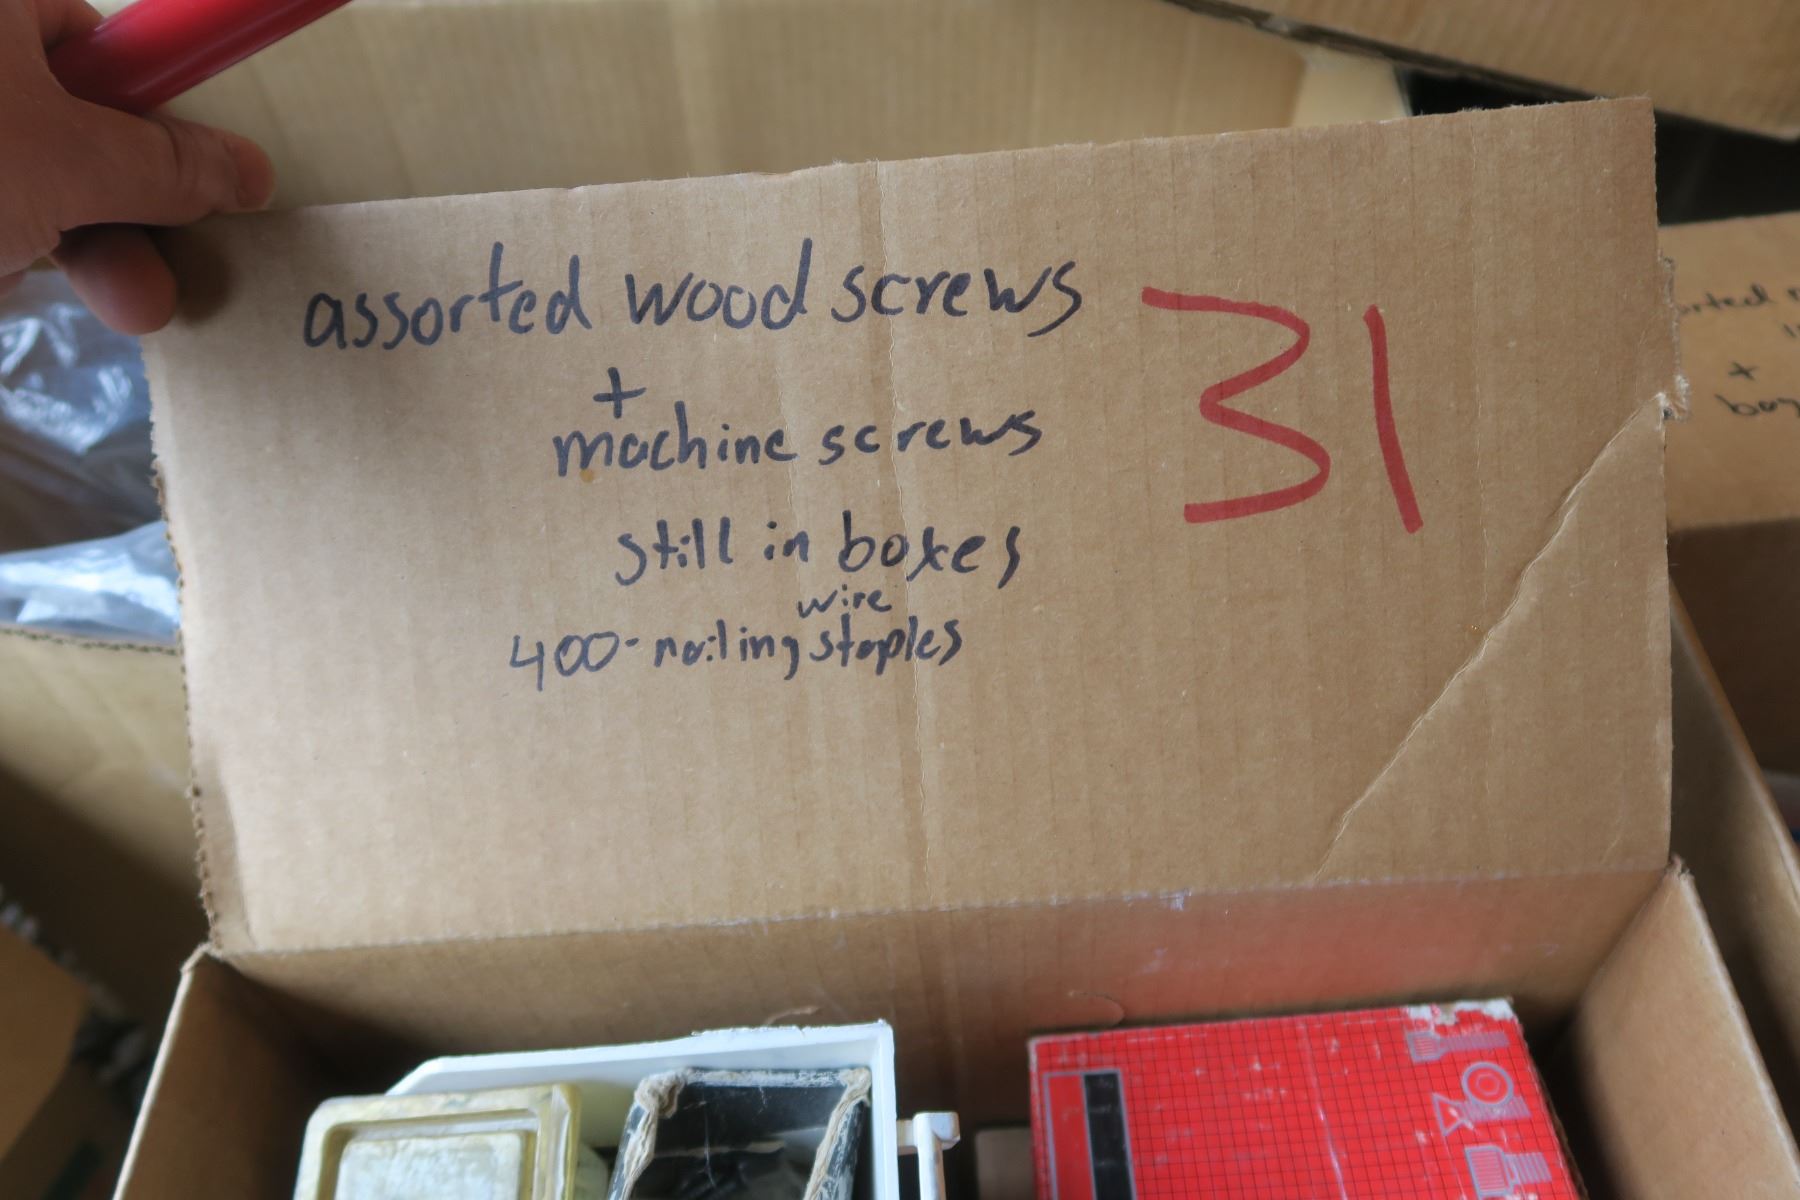 assorted wood screws
31
+
machine screws
still in boxes
wire
400-nailing staples
+